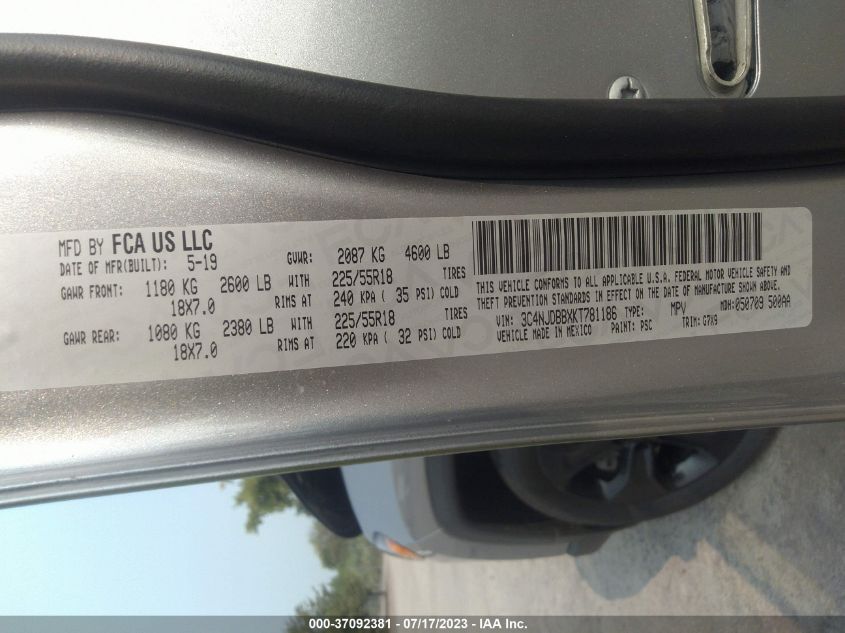 MFD BY FCA US LLC
DATE OF MFR(BUILT): 5-19 GVWR: 2087 KG 4600 LB
GAWR FRONT: 1180 KG 2600 LB WITH 225/55R18 TIRES
18X7.0 RIMS AT 240 KPA ( 35 PSI) COLD
GAWR REAR: 1080 KG 2380 LB WITH 225/55R18 TIRES
18X7.0 RIMS AT 220 KPA ( 32 PSI) COLD
THIS VEHICLE CONFORMS TO ALL APPLICABLE U.S.A. FEDERAL MOTOR VEHICLE SAFETY AND
THEFT PREVENTION STANDARDS IN EFFECT ON THE DATE OF MANUFACTURE SHOWN ABOVE.
VIN: 3C4NJDBBXKT781186 TYPE: MPV MDH: 050709 500AA
VEHICLE MADE IN MEXICO PAINT: PSC TRIM: G7X9
000-37092381 - 07/17/2023 - IAA Inc.